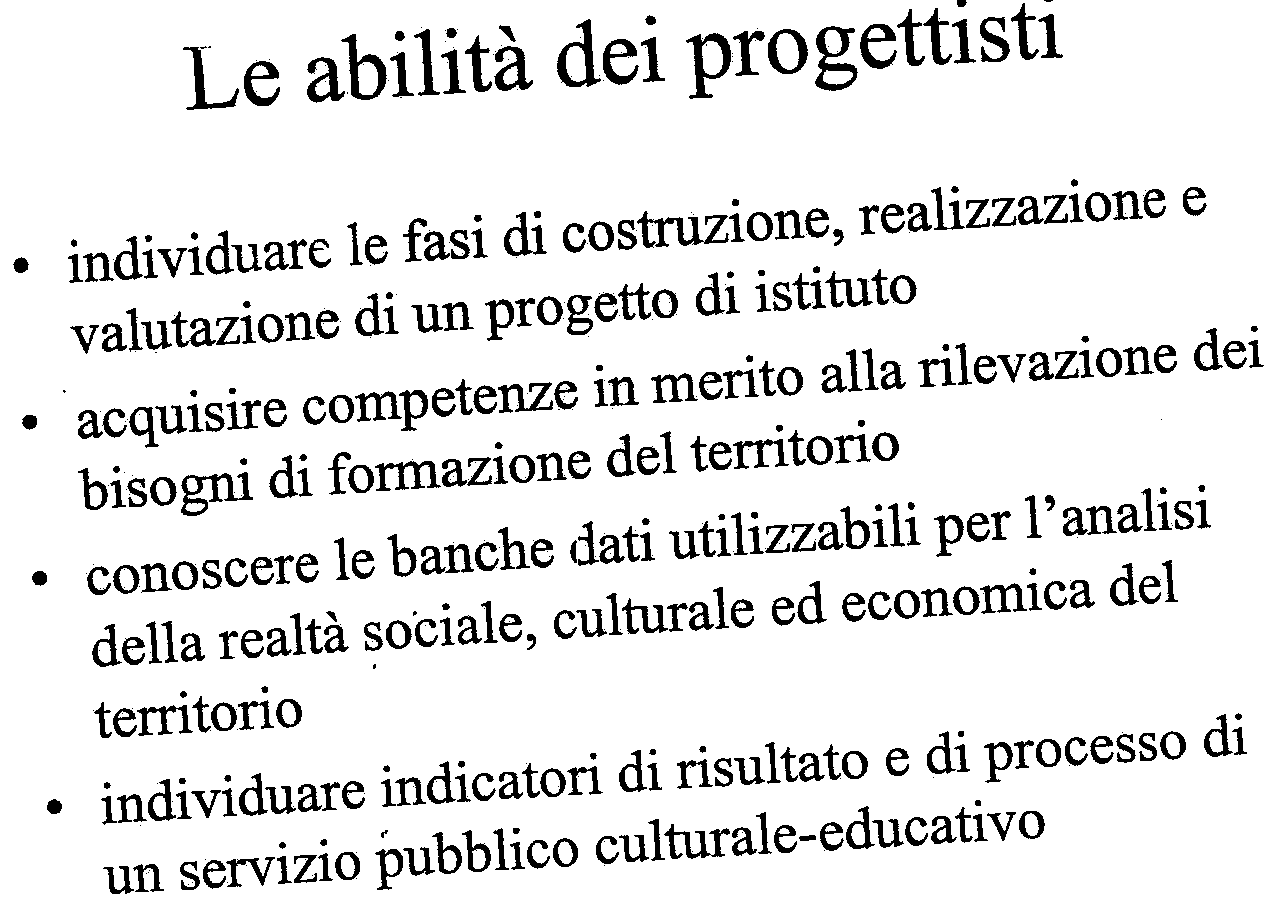 Le abilità dei progettisti
• individuare le fasi di costruzione, realizzazione e
valutazione di un progetto di istituto
• acquisire competenze in merito alla rilevazione dei
bisogni di formazione del territorio
• conoscere le banche dati utilizzabili per l'analisi
della realtà sociale, culturale ed economica del
territorio
• individuare indicatori di risultato e di processo di
un servizio pubblico culturale-educativo